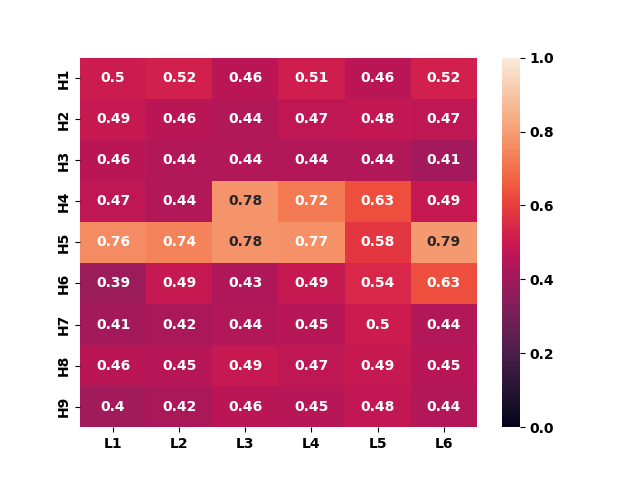 H1 0.5 0.52 0.46 0.51 0.46 0.52
H2 0.49 0.46 0.44 0.47 0.48 0.47
H3 0.46 0.44 0.44 0.44 0.44 0.41
H4 0.47 0.44 0.78 0.72 0.63 0.49
H5 0.76 0.74 0.78 0.77 0.58 0.79
H6 0.39 0.49 0.43 0.49 0.54 0.63
H7 0.41 0.42 0.44 0.45 0.5 0.44
H8 0.46 0.45 0.49 0.47 0.49 0.45
H9 0.4 0.42 0.46 0.45 0.48 0.44
L1 L2 L3 L4 L5 L6
1.0
0.8
0.6
0.4
0.2
0.0